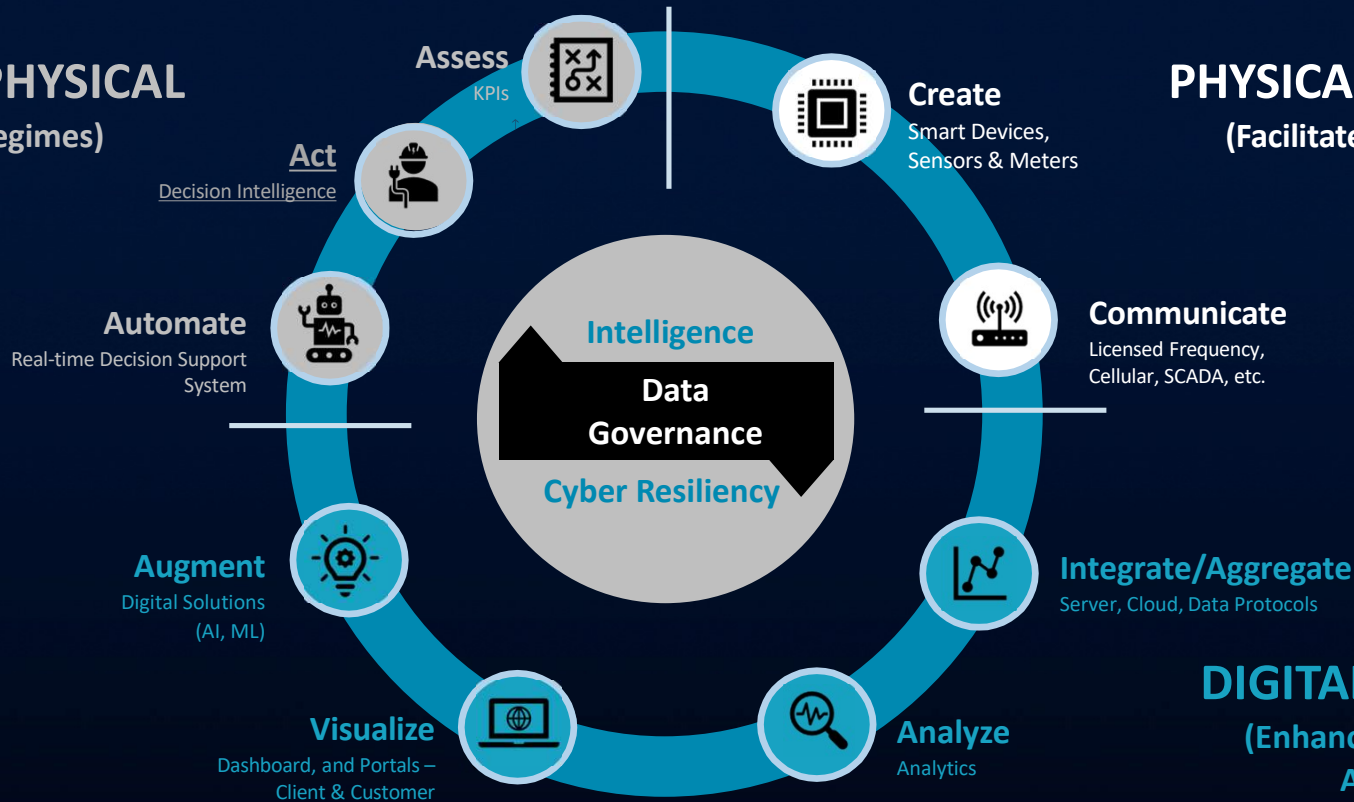 PHYSICAL
egimes)
Assess
KPIs
Act
Decision Intelligence
Automate
Real-time Decision Support
System
PHYSICA
(Facilitate
Create
Smart Devices,
Sensors & Meters
Communicate
Licensed Frequency,
Cellular, SCADA, etc.
Intelligence
Data
Governance
Cyber Resiliency
Augment
Digital Solutions
(AI, ML)
Integrate/Aggregate
Server, Cloud, Data Protocols
Visualize
Dashboard, and Portals –
Client & Customer
Analyze
Analytics
DIGITAL
(Enhanc
A